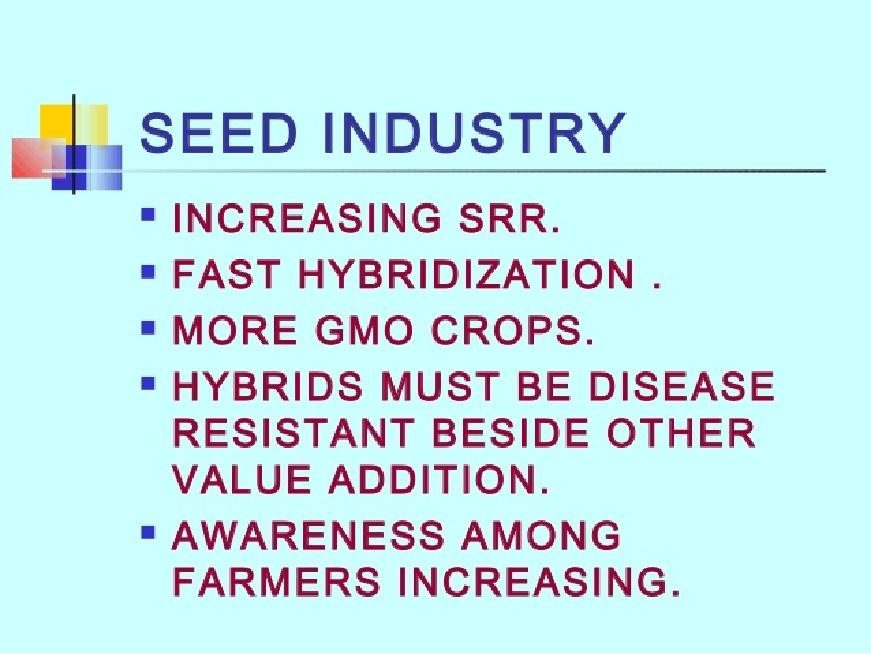 SEED INDUSTRY
INCREASING SRR.
FAST HYBRIDIZATION .
MORE GMO CROPS.
HYBRIDS MUST BE DISEASE
RESISTANT BESIDE OTHER
VALUE ADDITION.
AWARENESS AMONG
FARMERS INCREASING.